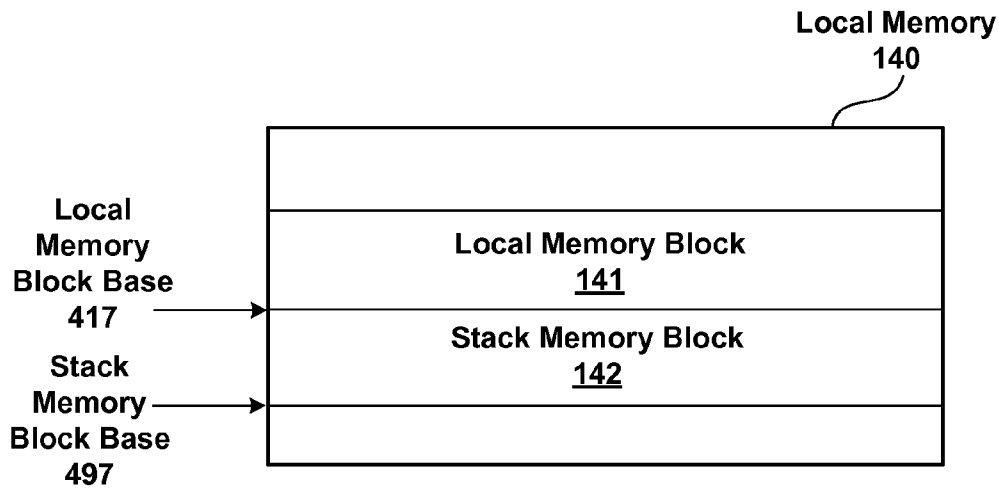 Local Memory
140
Local
Memory
Block Base
417
Local Memory Block
141
Stack Memory Block
142
Stack
Memory
Block Base
497